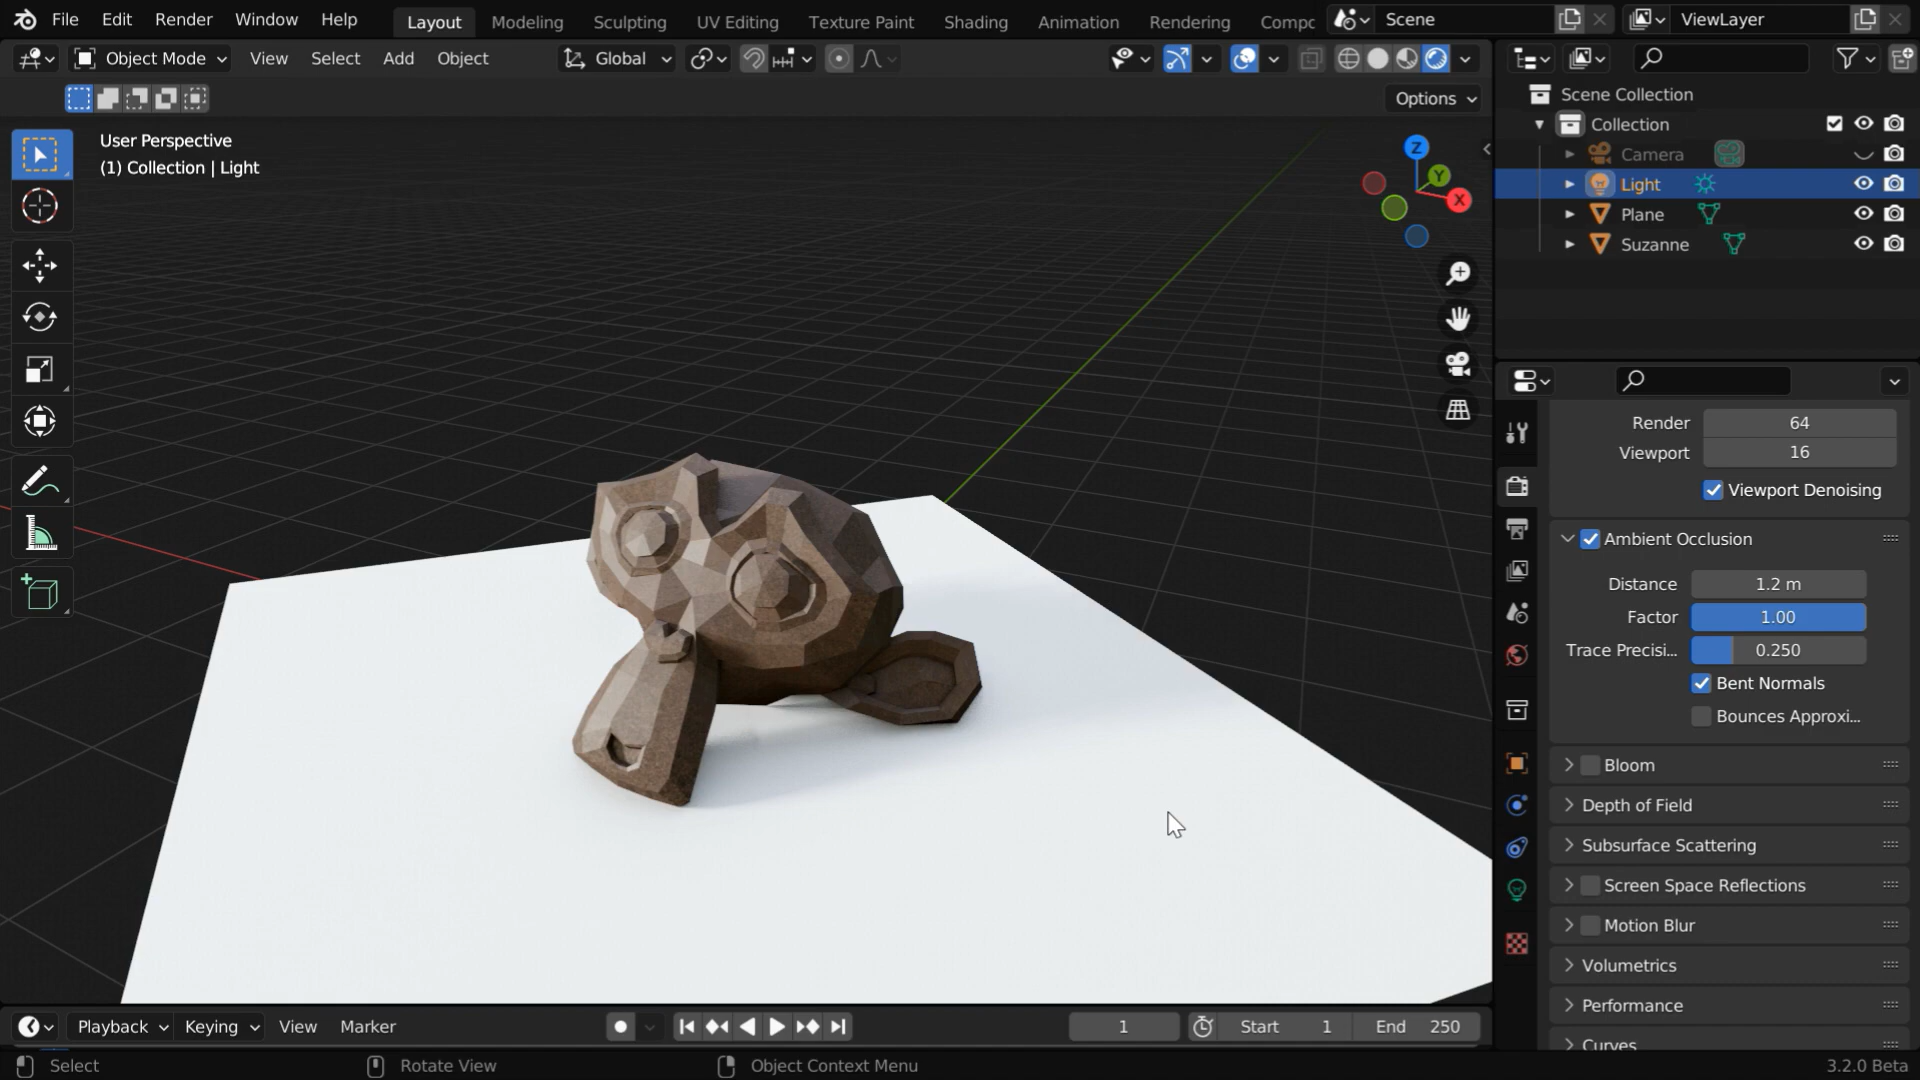 File Edit Render Window Help Layout Modeling Sculpting UV Editing Texture Paint Shading Animation Rendering Compc Scene ViewLayer
Object Mode View Select Add Object Global
Options
User Perspective
(1) Collection | Light
Z
Y
X
Scene Collection
Collection
Camera
Light
Plane
Suzanne
Render 64
Viewport 16
Viewport Denoising
Ambient Occlusion
Distance 1.2 m
Factor 1.00
Trace Precisi... 0.250
Bent Normals
Bounces Approxi...
Bloom
Depth of Field
Subsurface Scattering
Screen Space Reflections
Motion Blur
Volumetrics
Performance
Curves
Playback Keying View Marker 1 Start 1 End 250
Select Rotate View Object Context Menu 3.2.0 Beta